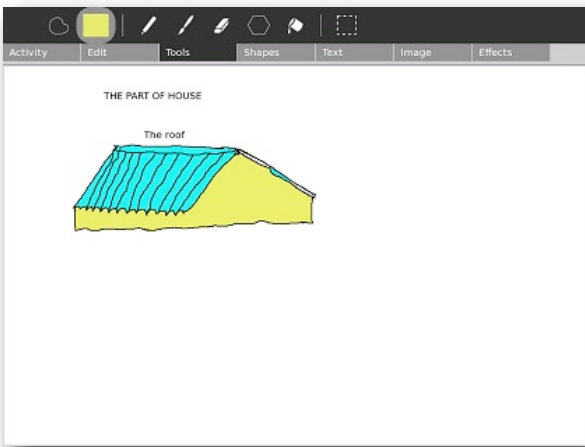 Activity Edit Tools Shapes Text Image Effects
THE PART OF HOUSE
The roof